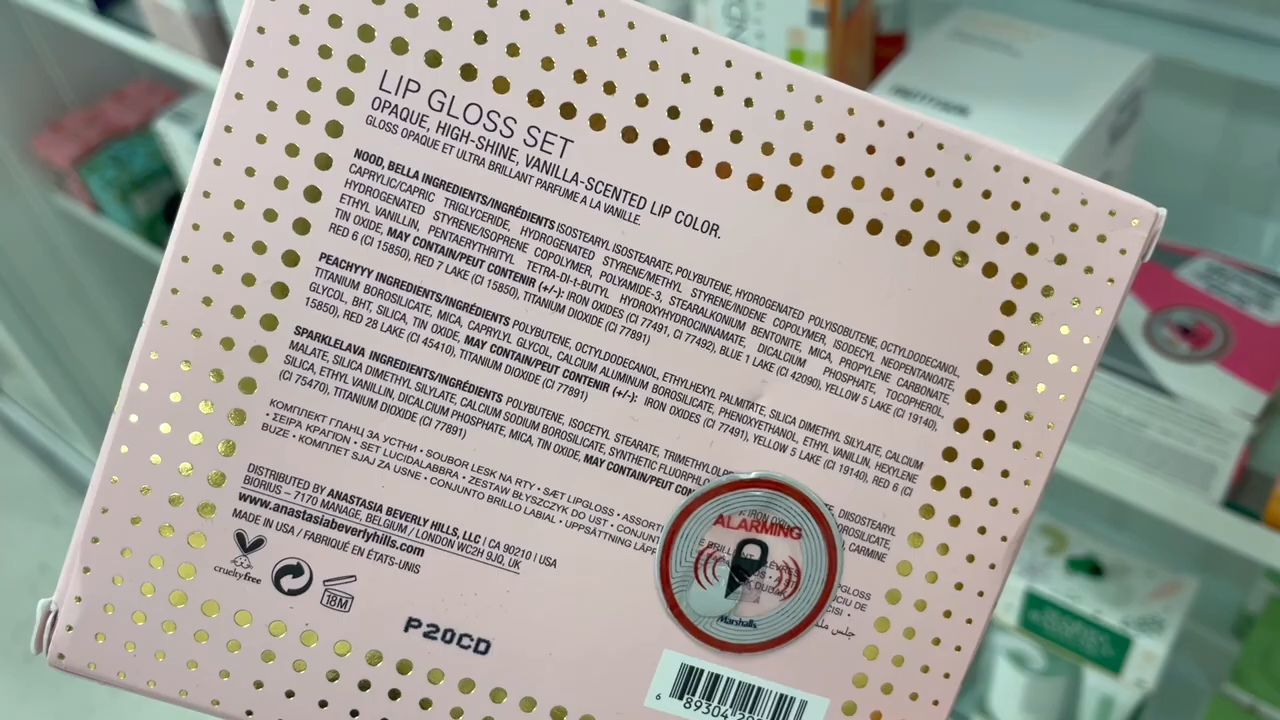 LIP GLOSS SET
OPAQUE, HIGH-SHINE, VANILLA-SCENTED LIP COLOR.
GLOSS OPAQUE ET ULTRA BRILLANT PARFUME A LA VANILLE.
NOOD, BELLA INGREDIENTS/INGRÉDIENTS ISOSTEARYL ISOSTEARATE, POLYBUTENE, HYDROGENATED POLYISOBUTENE, OCTYLDODECANOL,
CAPRYLIC/CAPRIC TRIGLYCERIDE, HYDROGENATED STYRENE/METHYL STYRENE/INDENE COPOLYMER, ISODECYL NEOPENTANOATE,
HYDROGENATED STYRENE/ISOPRENE COPOLYMER, POLYAMIDE-3, STEARALKONIUM BENTONITE, MICA, PROPYLENE CARBONATE,
ETHYL VANILLIN, PENTAERYTHRITYL TETRA-DI-t-BUTYL HYDROXYHYDROCINNAMATE, DICALCIUM PHOSPHATE, TOCOPHEROL,
TIN OXIDE, MAY CONTAIN/PEUT CONTENIR (+/-): IRON OXIDES (CI 77491, CI 77492), BLUE 1 LAKE (CI 42090), YELLOW 5 LAKE (CI 19140),
RED 6 (CI 15850), RED 7 LAKE (CI 15850), TITANIUM DIOXIDE (CI 77891)
PEACHYYY INGREDIENTS/INGRÉDIENTS POLYBUTENE, OCTYLDODECANOL, ETHYLHEXYL PALMITATE, SILICA DIMETHYL SILYLATE, CALCIUM
TITANIUM BOROSILICATE, MICA, CAPRYLYL GLYCOL, CALCIUM ALUMINUM BOROSILICATE, PHENOXYETHANOL, ETHYL VANILLIN, HEXYLENE
GLYCOL, BHT, SILICA, TIN OXIDE, MAY CONTAIN/PEUT CONTENIR (+/-): IRON OXIDES (CI 77491), YELLOW 5 LAKE (CI 19140), RED 6 (CI
15850), RED 28 LAKE (CI 45410), TITANIUM DIOXIDE (CI 77891)
SPARKLELAVA INGREDIENTS/INGRÉDIENTS POLYBUTENE, ISOCETYL STEARATE, TRIMETHYLOLPR DIISOSTEARYL
MALATE, SILICA DIMETHYL SILYLATE, CALCIUM SODIUM BOROSILICATE, SYNTHETIC FLUORPHLO OROSILICATE,
SILICA, ETHYL VANILLIN, DICALCIUM PHOSPHATE, MICA, TIN OXIDE, MAY CONTAIN/PEUT CON CARMINE
(CI 75470), TITANIUM DIOXIDE (CI 77891)
КОМПЛЕКТ ГЛАНЦ ЗА УСТНИ • SOUBOR LESK NA RTY • SÆT LIPGLOSS • ASSORT
• ΣΕΙΡΑ ΚΡΑΓΙΟΝ • SET LUCIDALABBRA • ZESTAW BŁYSZCZYK DO UST • CONJUNT
BUZE • KOMPLET SJAJ ZA USNE • CONJUNTO BRILLO LABIAL • UPPSÄTTNING LÄPP
DISTRIBUTED BY ANASTASIA BEVERLY HILLS, LLC | CA 90210 | USA
BIORIUS – 7170 MANAGE, BELGIUM / LONDON WC2H 9JQ, UK
www.anastasiabeverlyhills.com
MADE IN USA / FABRIQUÉ EN ÉTATS-UNIS
crueltyfree
18M
P20CD
ALARMING
Marshalls